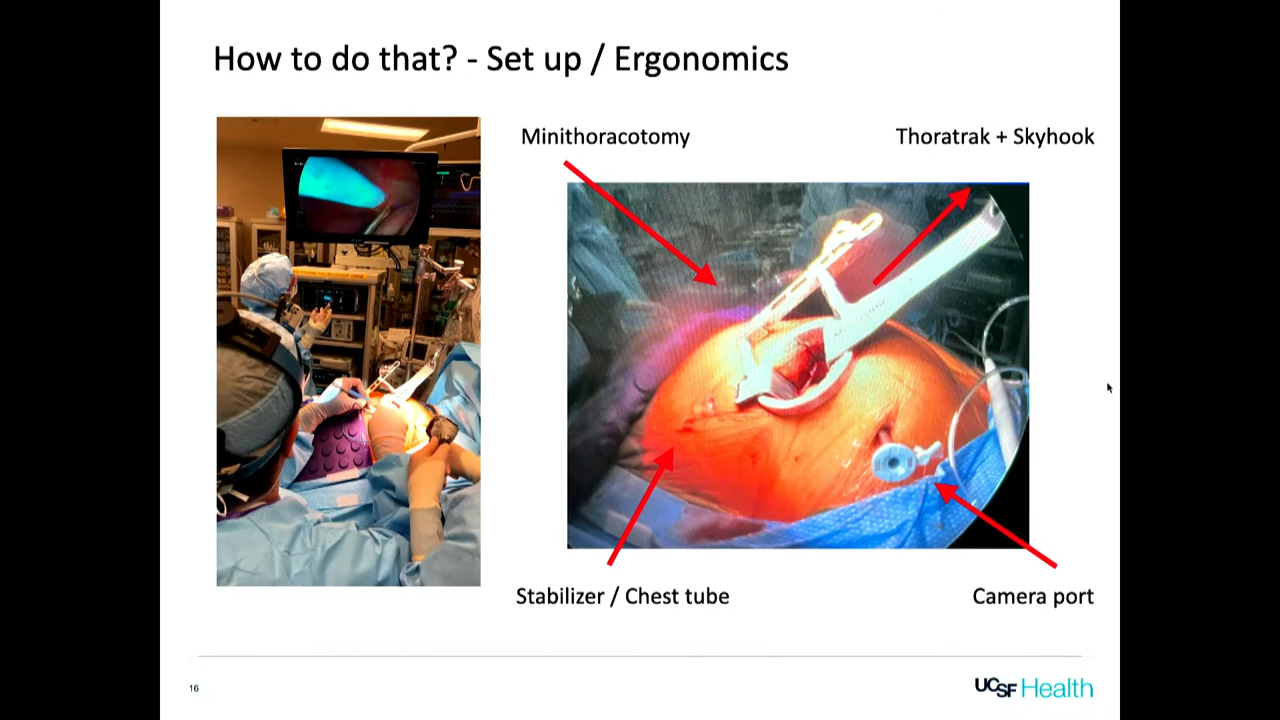 How to do that? - Set up / Ergonomics
Minithoracotomy
Thoratrak + Skyhook
Stabilizer / Chest tube
Camera port
16
UCSF Health